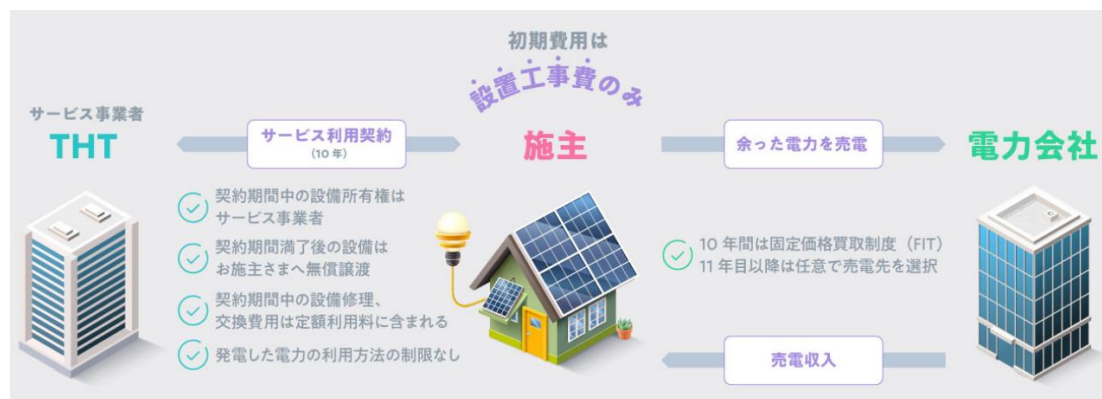 初期費用は
設置工事費のみ
サービス事業者
THT
サービス利用契約
(10 年)
施主
余った電力を売電
電力会社
契約期間中の設備所有権は
サービス事業者
契約期間満了後の設備は
お施主さまへ無償譲渡
契約期間中の設備修理、
交換費用は定額利用料に含まれる
発電した電力の利用方法の制限なし
10 年間は固定価格買取制度（FIT）
11 年目以降は任意で売電先を選択
売電収入